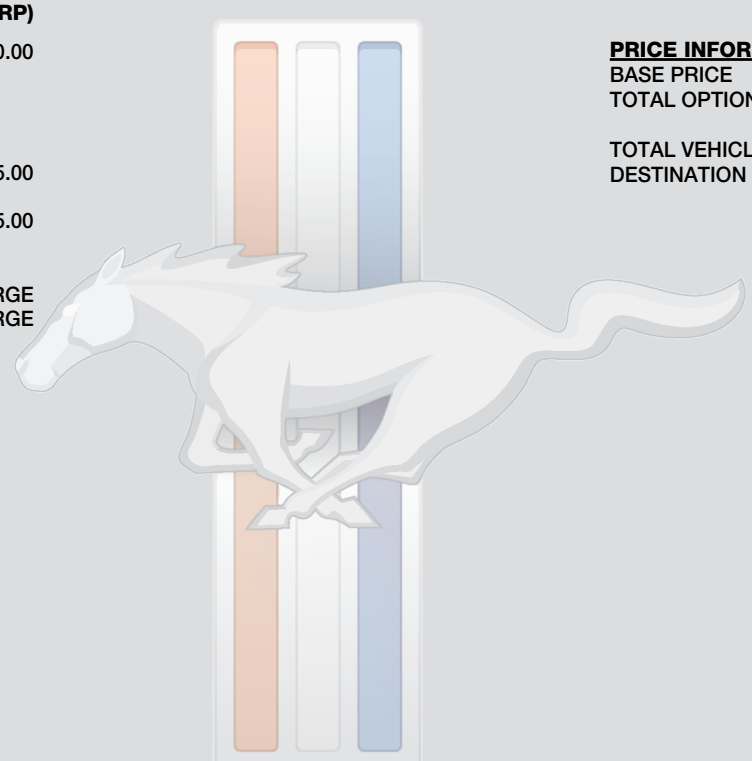 RP)
0.00
5.00
5.00
RGE
RGE
PRICE INFOR
BASE PRICE
TOTAL OPTION
TOTAL VEHICL
DESTINATION